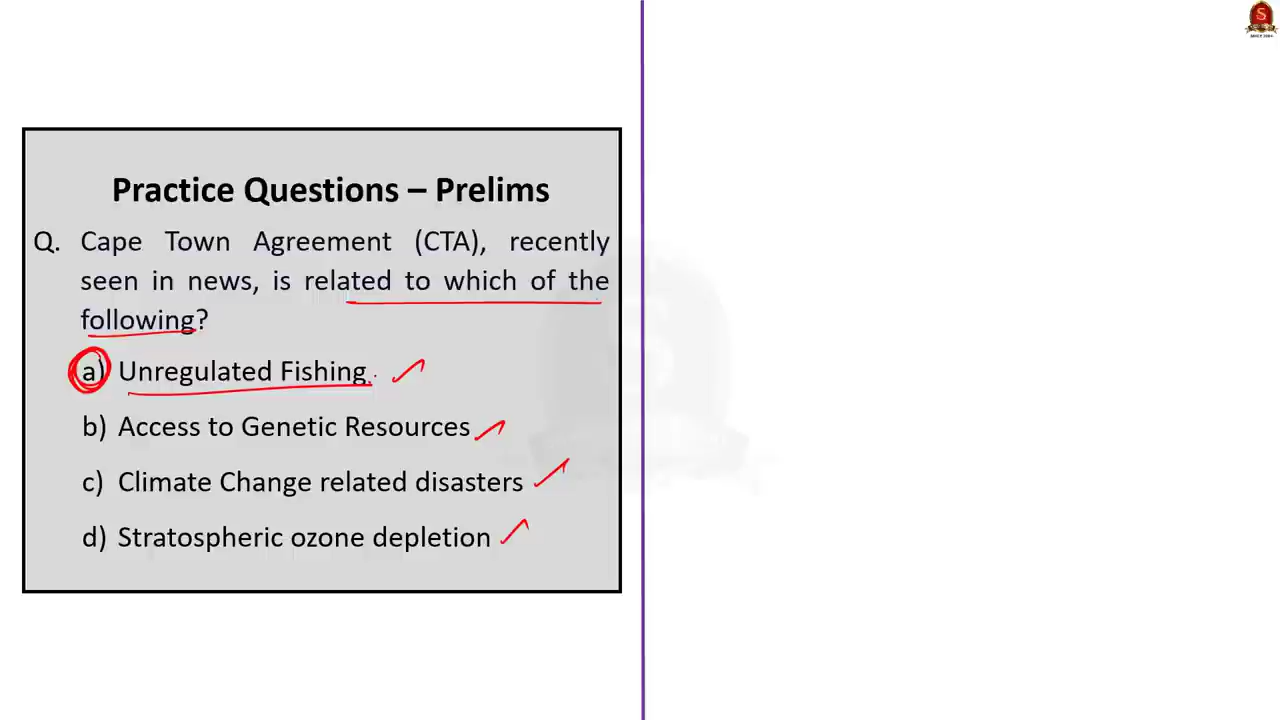 Practice Questions – Prelims
Q. Cape Town Agreement (CTA), recently
seen in news, is related to which of the
following?
a) Unregulated Fishing
b) Access to Genetic Resources
c) Climate Change related disasters
d) Stratospheric ozone depletion